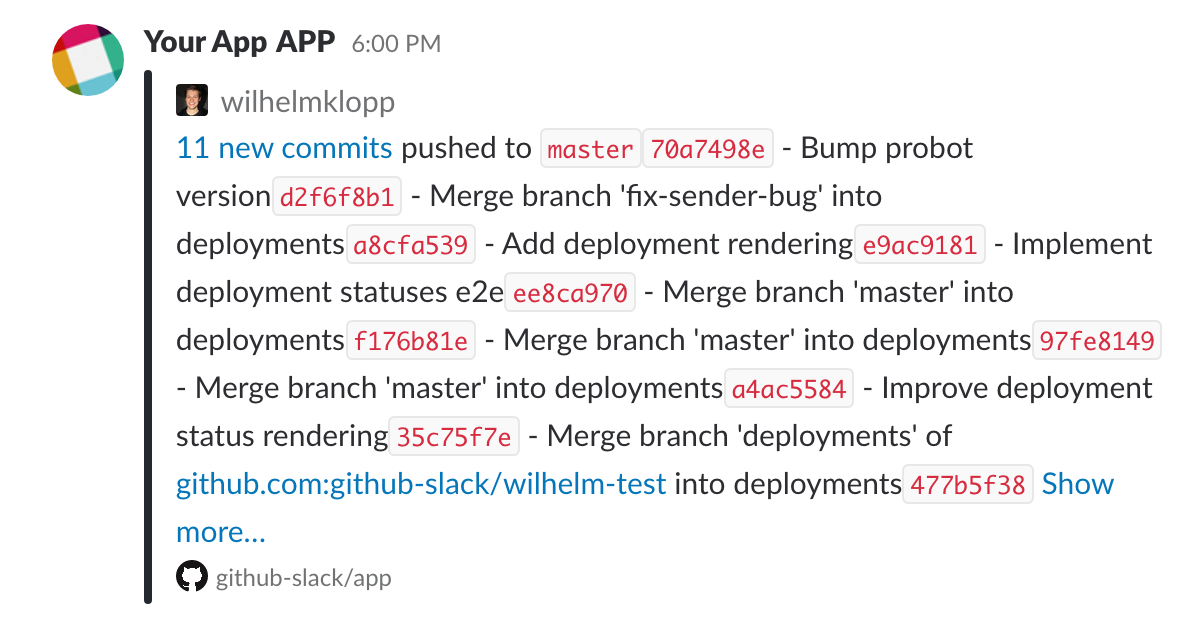 Your App APP 6:00 PM
wilhelmklopp
11 new commits pushed to master 70a7498e - Bump probot
version d2f6f8b1 - Merge branch 'fix-sender-bug' into
deployments a8cfa539 - Add deployment rendering e9ac9181 - Implement
deployment statuses e2e ee8ca970 - Merge branch 'master' into
deployments f176b81e - Merge branch 'master' into deployments 97fe8149
- Merge branch 'master' into deployments a4ac5584 - Improve deployment
status rendering 35c75f7e - Merge branch 'deployments' of
github.com:github-slack/wilhelm-test into deployments 477b5f38 Show
more...
github-slack/app